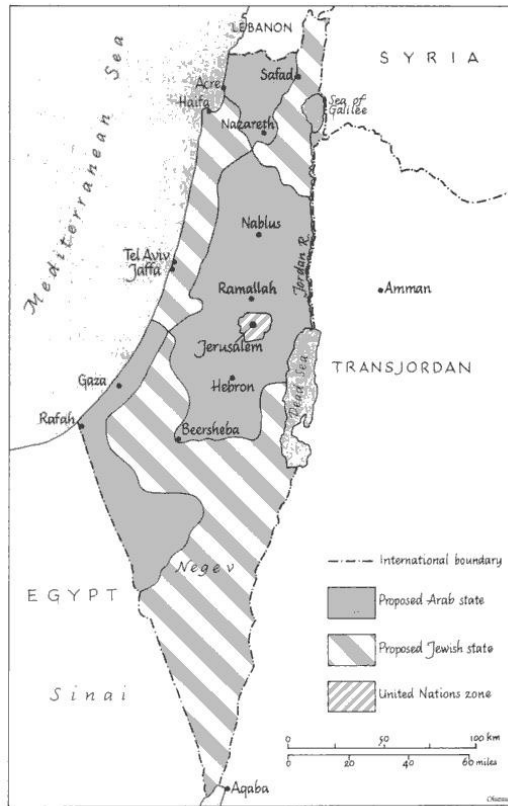 LEBANON
SYRIA
Mediterranean Sea
Acre
Safad
Haifa
Sea of
Galilee
Nazareth
Nablus
Tel Aviv
Jaffa
Jordan R.
Ramallah
Amman
Jerusalem
TRANSJORDAN
Gaza
Hebron
Dead Sea
Rafah
Beersheba
Negev
International boundary
EGYPT
Proposed Arab state
Proposed Jewish state
Sinai
United Nations zone
0 50 100 km
0 20 40 60 miles
Aqaba